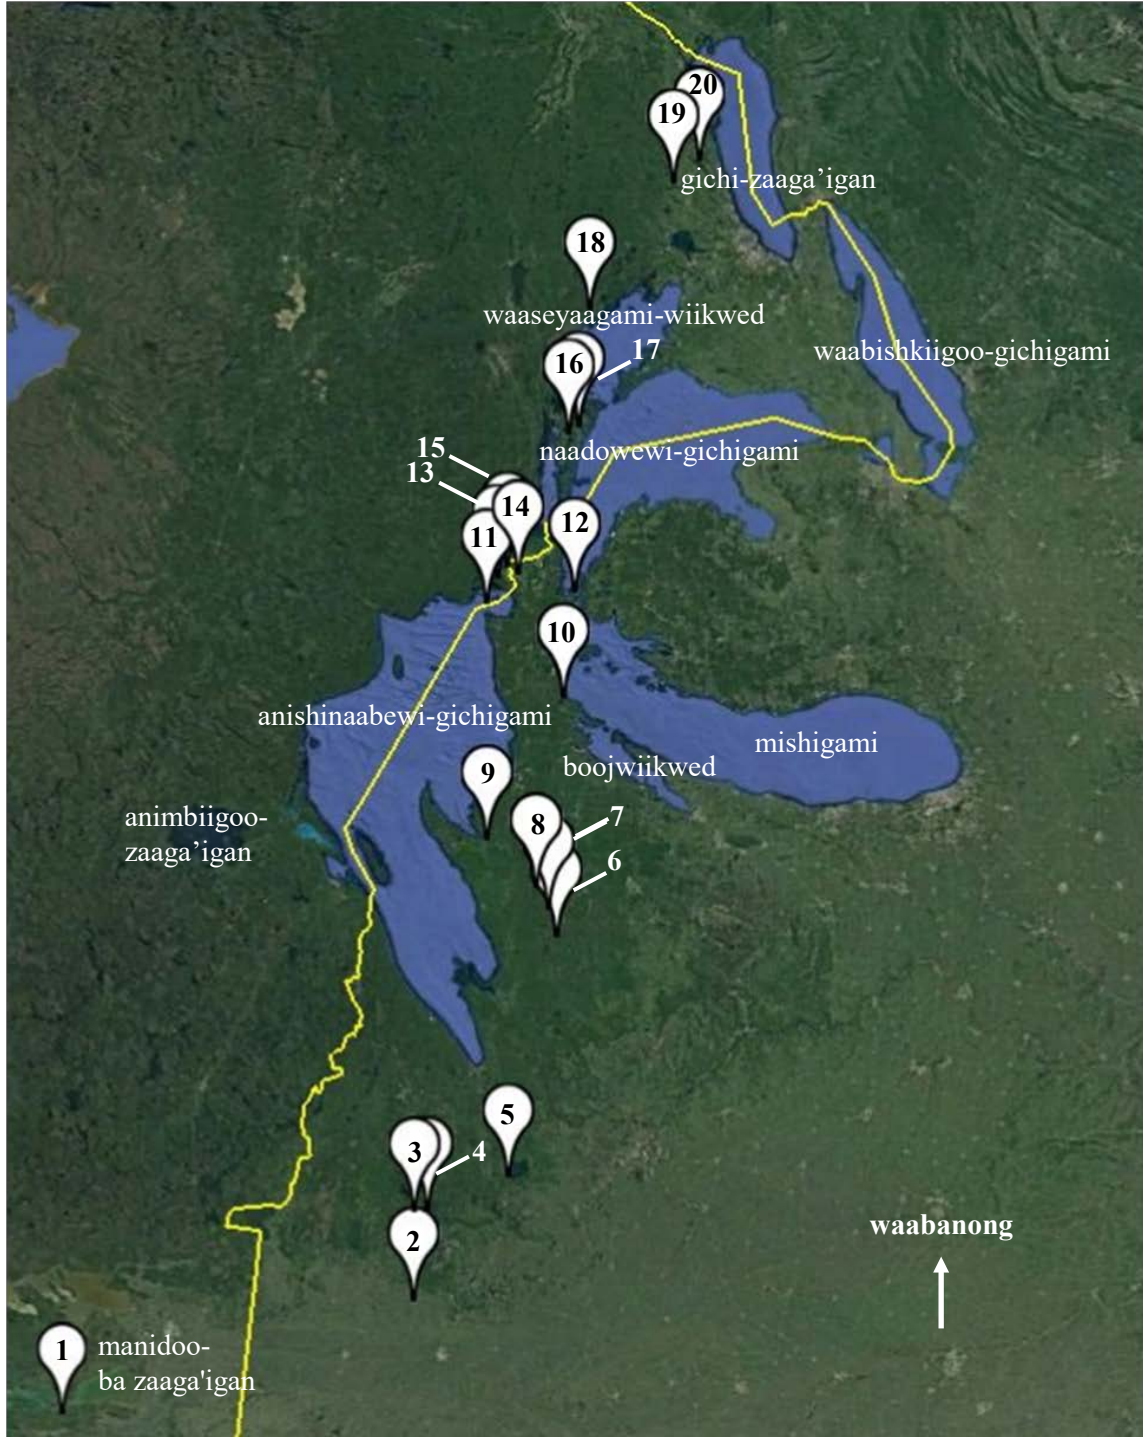 20
19
gichi-zaaga’igan
18
waaseyaagami-wiikwed
waabishkiigoo-gichigami
17
16
naadowewi-gichigami
15
13
14
12
11
10
anishinaabewi-gichigami
mishigami
boojwiikwed
9
animbiigoo-
zaaga’igan
8
7
6
5
3
4
waabanong
2
1
manidoo-
ba zaaga'igan